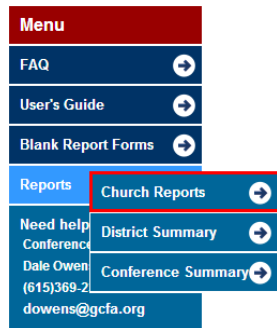 Menu
FAQ
User's Guide
Blank Report Forms
Reports
Church Reports
District Summary
Conference Summary
Need help
Conference
Dale Owen
(615)369-2
dowens@gcfa.org